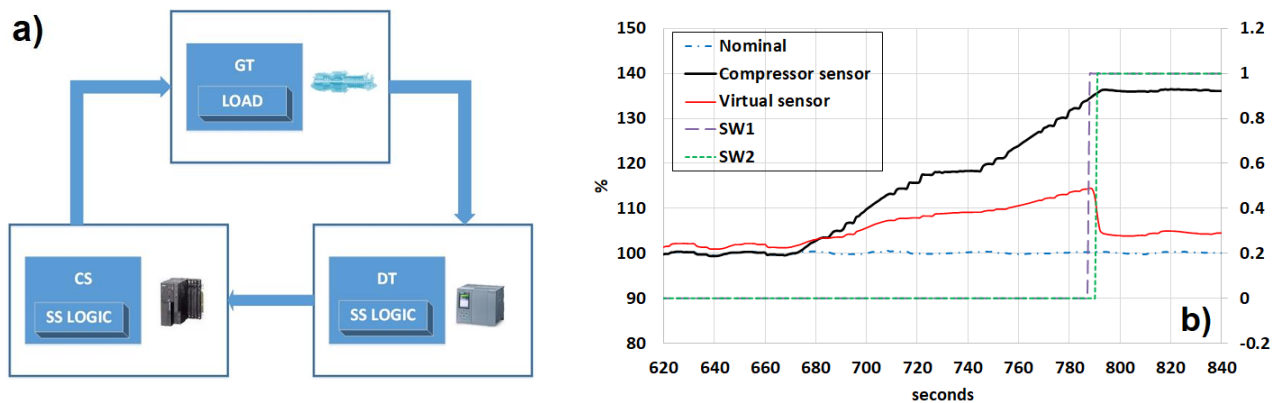 a)
GT
LOAD
CS
SS LOGIC
DT
SS LOGIC
150
140
130
120
110
100
90
80
%
Nominal
Compressor sensor
Virtual sensor
SW1
SW2
1.2
1
0.8
0.6
0.4
0.2
0
-0.2
b)
620 640 660 680 700 720 740 760 780 800 820 840
seconds